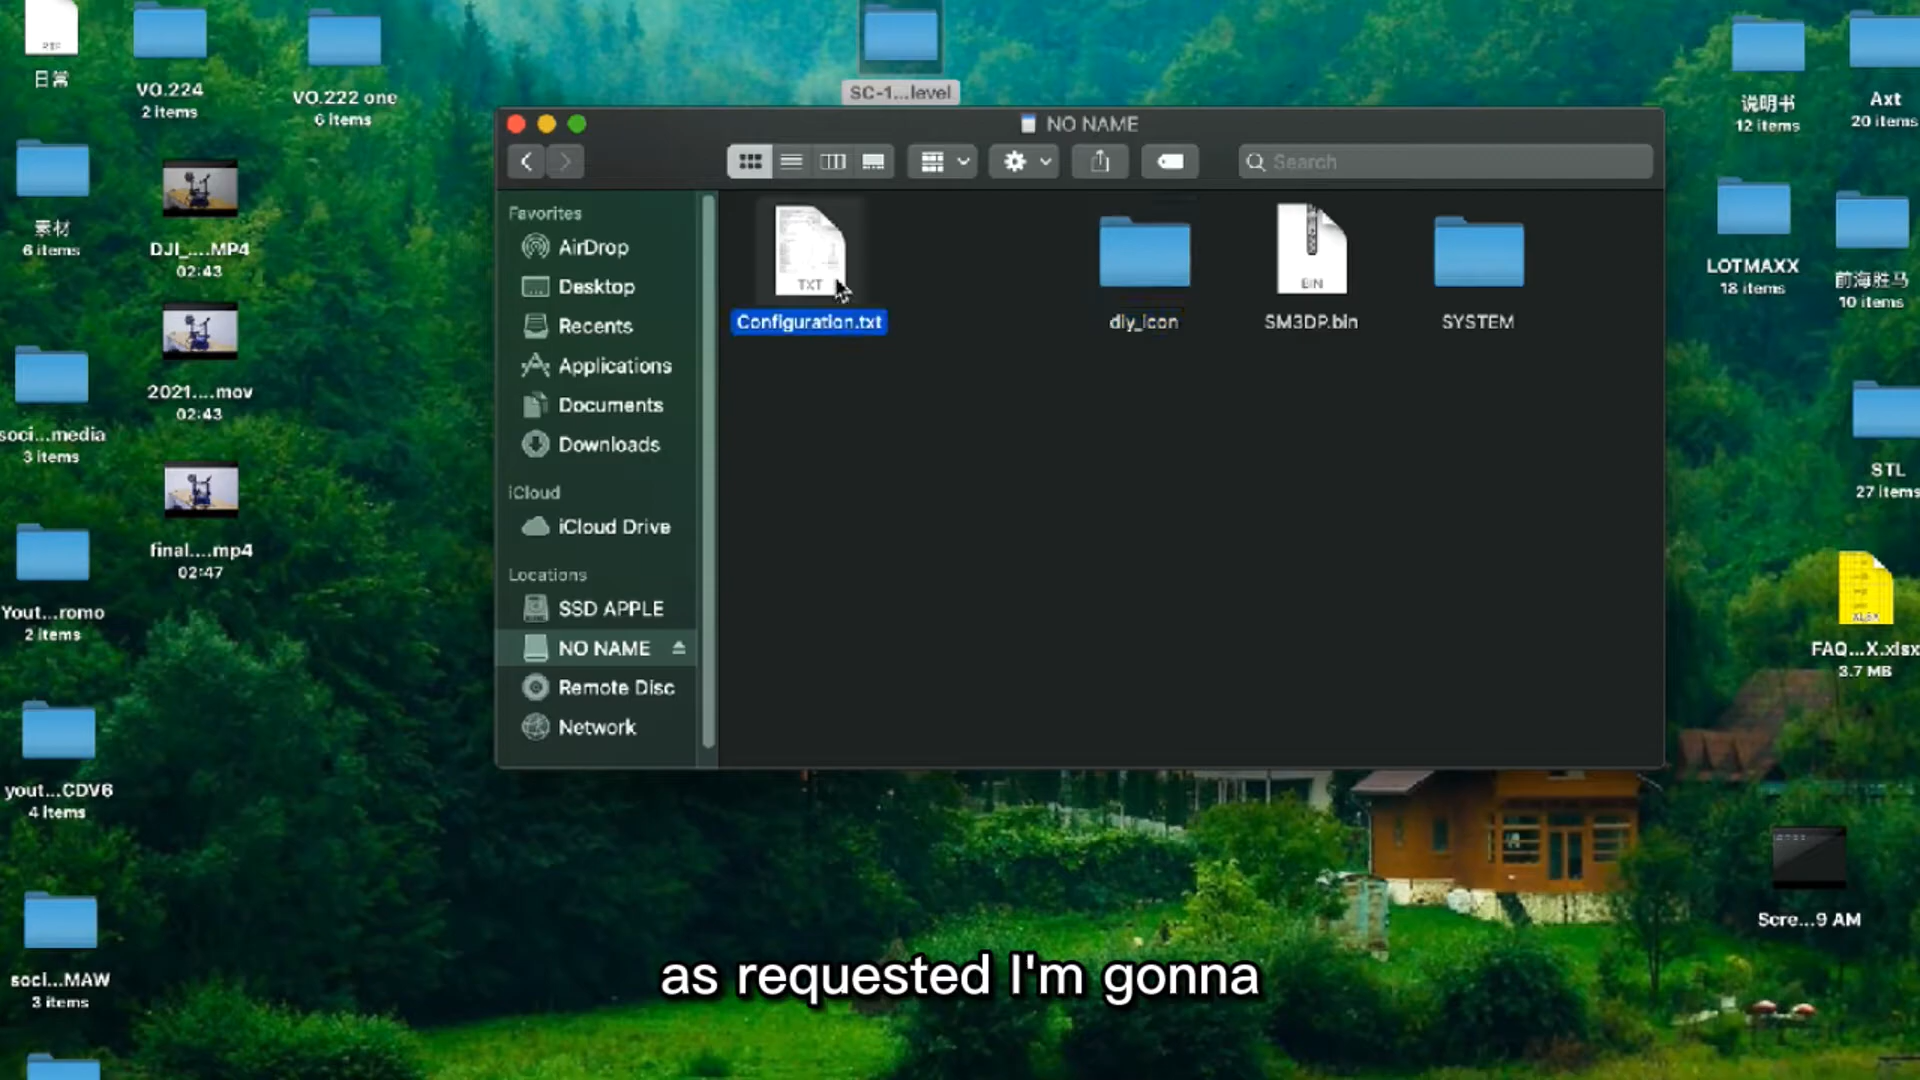 日常
VO.224
2 items
VO.222 one
6 items
SC-1...level
说明书
12 items
Axt
20 items
NO NAME
Search
素材
6 items
DJI_....MP4
02:43
2021....mov
02:43
soci...media
3 items
final....mp4
02:47
Yout...romo
2 items
yout...CDV6
4 items
soci...MAW
3 items
Favorites
AirDrop
Desktop
Recents
Applications
Documents
Downloads
iCloud
iCloud Drive
Locations
SSD APPLE
NO NAME
Remote Disc
Network
TXT
Configuration.txt
diy_icon
BIN
SM3DP.bin
SYSTEM
LOTMAXX
18 items
前海胜马
10 items
STL
27 items
XLSX
FAQ...X.xlsx
3.7 MB
Scre...9 AM
as requested I'm gonna